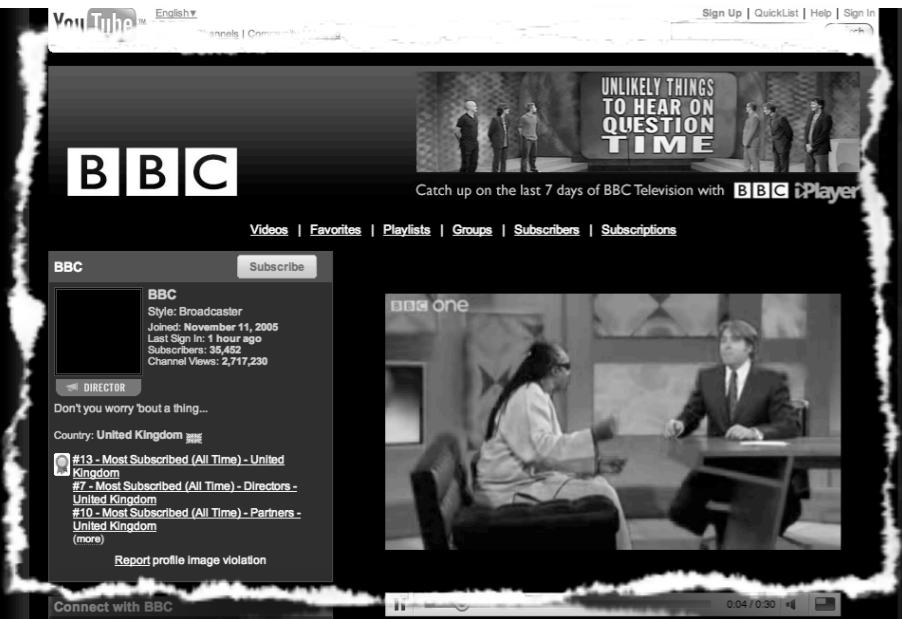 YouTube
English
Sign Up | QuickList | Help | Sign In
UNLIKELY THINGS
TO HEAR ON
QUESTION
TIME
BBC
Catch up on the last 7 days of BBC Television with BBC iPlayer
Videos | Favorites | Playlists | Groups | Subscribers | Subscriptions
BBC
Subscribe
BBC
Style: Broadcaster
Joined: November 11, 2005
Last Sign In: 1 hour ago
Subscribers: 35,452
Channel Views: 2,717,230
DIRECTOR
Don't you worry 'bout a thing...
Country: United Kingdom
#13 - Most Subscribed (All Time) - United
Kingdom
#7 - Most Subscribed (All Time) - Directors -
United Kingdom
#10 - Most Subscribed (All Time) - Partners -
United Kingdom
(more)
Report profile image violation
Connect with BBC
BBC one
0:04 / 0:30